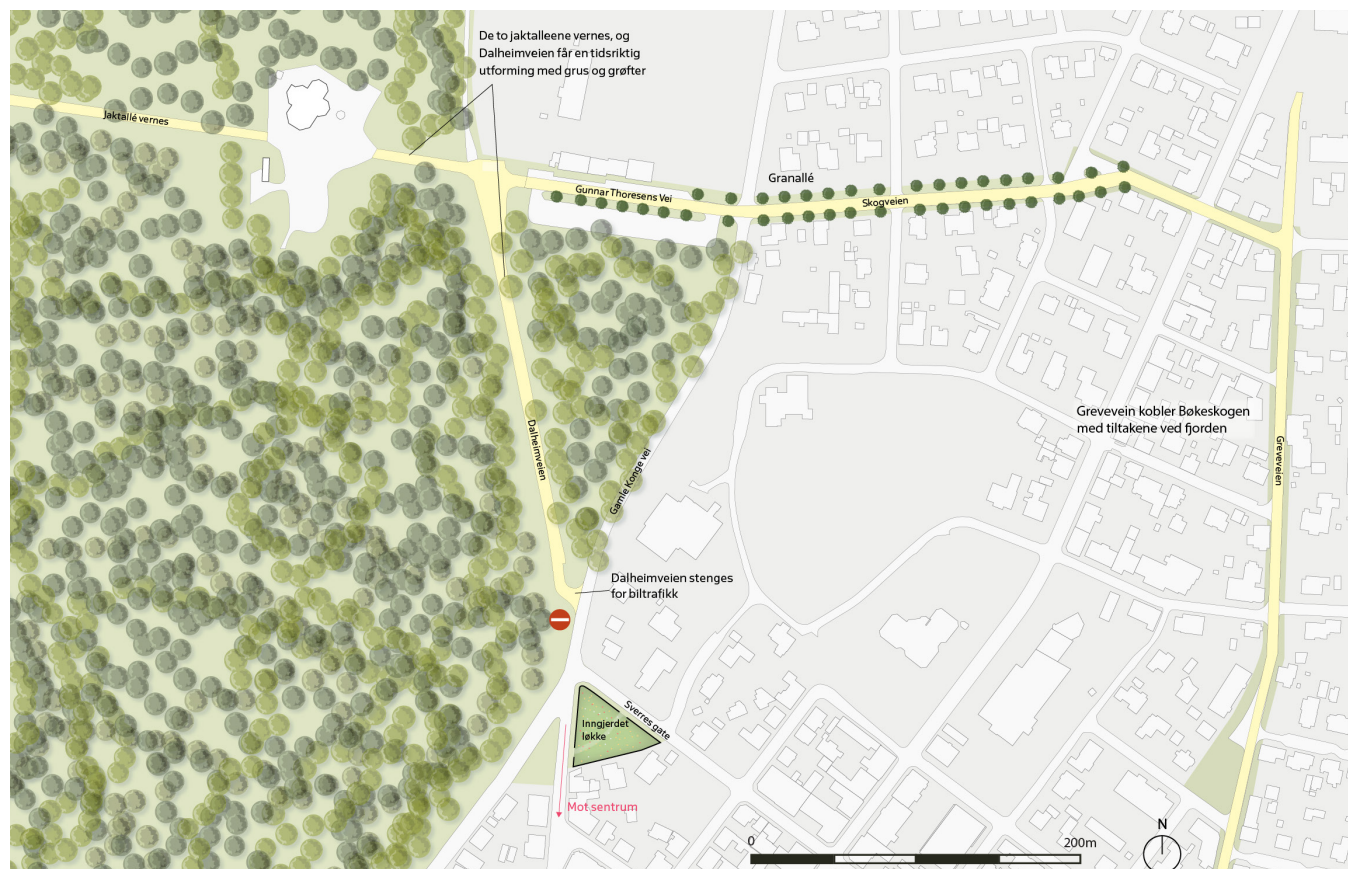 De to jaktalleene vernes, og
Dalheimveien får en tidsriktig
utforming med grus og grøfter
Jaktallé vernes
Granallé
Gunnar Thoresens Vei
Skogveien
Grevevein kobler Bøkeskogen
med tiltakene ved fjorden
Greveveien
Dalheimveien
Gamle Konge vei
Dalheimveien stenges
for biltrafikk
Sverres gate
Inngjerdet
løkke
Mot sentrum
0
200m
N